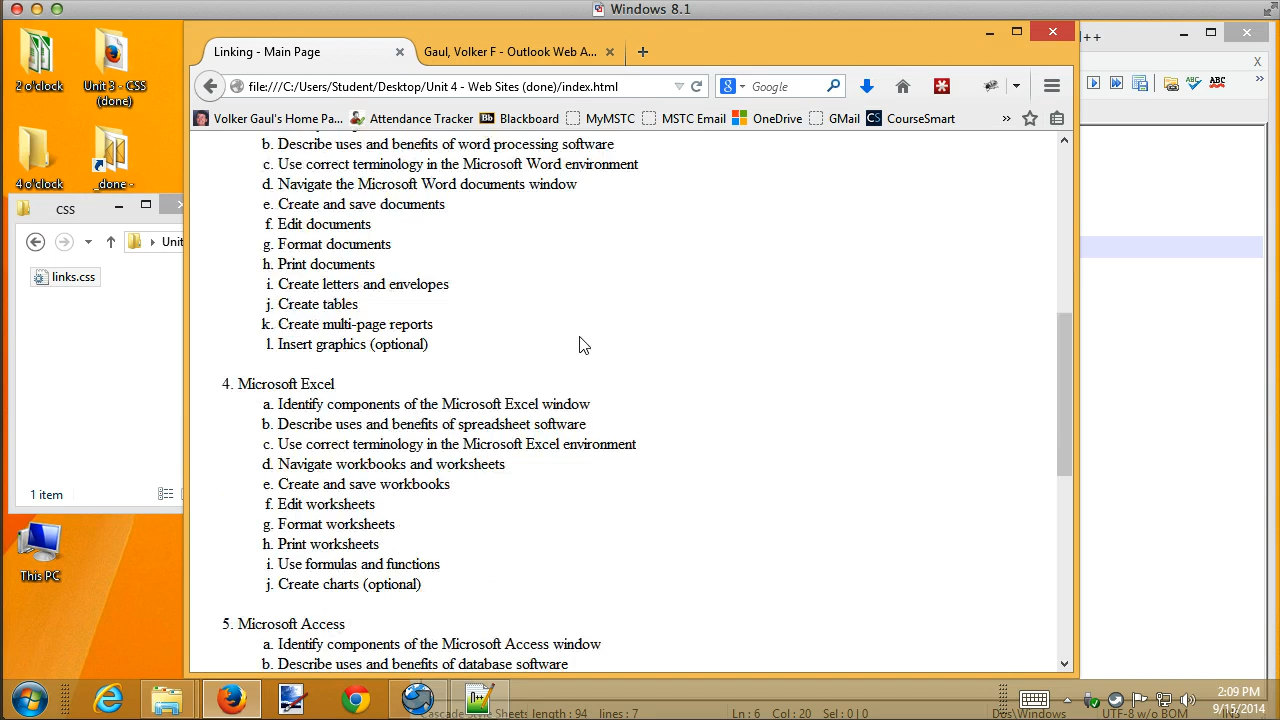 Windows 8.1
2 o'clock
Unit 3 - CSS (done)
4 o'clock
_done -
This PC
CSS
Unit
links.css
1 item
Linking - Main Page
Gaul, Volker F - Outlook Web A...
++
file:///C:/Users/Student/Desktop/Unit 4 - Web Sites (done)/index.html
Google
Volker Gaul's Home Pa...
Attendance Tracker
Bb Blackboard
MyMSTC
MSTC Email
OneDrive
GMail
CS CourseSmart
b. Describe uses and benefits of word processing software
c. Use correct terminology in the Microsoft Word environment
d. Navigate the Microsoft Word documents window
e. Create and save documents
f. Edit documents
g. Format documents
h. Print documents
i. Create letters and envelopes
j. Create tables
k. Create multi-page reports
l. Insert graphics (optional)
4. Microsoft Excel
a. Identify components of the Microsoft Excel window
b. Describe uses and benefits of spreadsheet software
c. Use correct terminology in the Microsoft Excel environment
d. Navigate workbooks and worksheets
e. Create and save workbooks
f. Edit worksheets
g. Format worksheets
h. Print worksheets
i. Use formulas and functions
j. Create charts (optional)
5. Microsoft Access
a. Identify components of the Microsoft Access window
b. Describe uses and benefits of database software
Cascade Style Sheets length : 94 lines : 7
Ln : 6 Col : 20 Sel : 0 | 0
Dos\Windows
UTF-8 w/o BOM
2:09 PM
9/15/2014